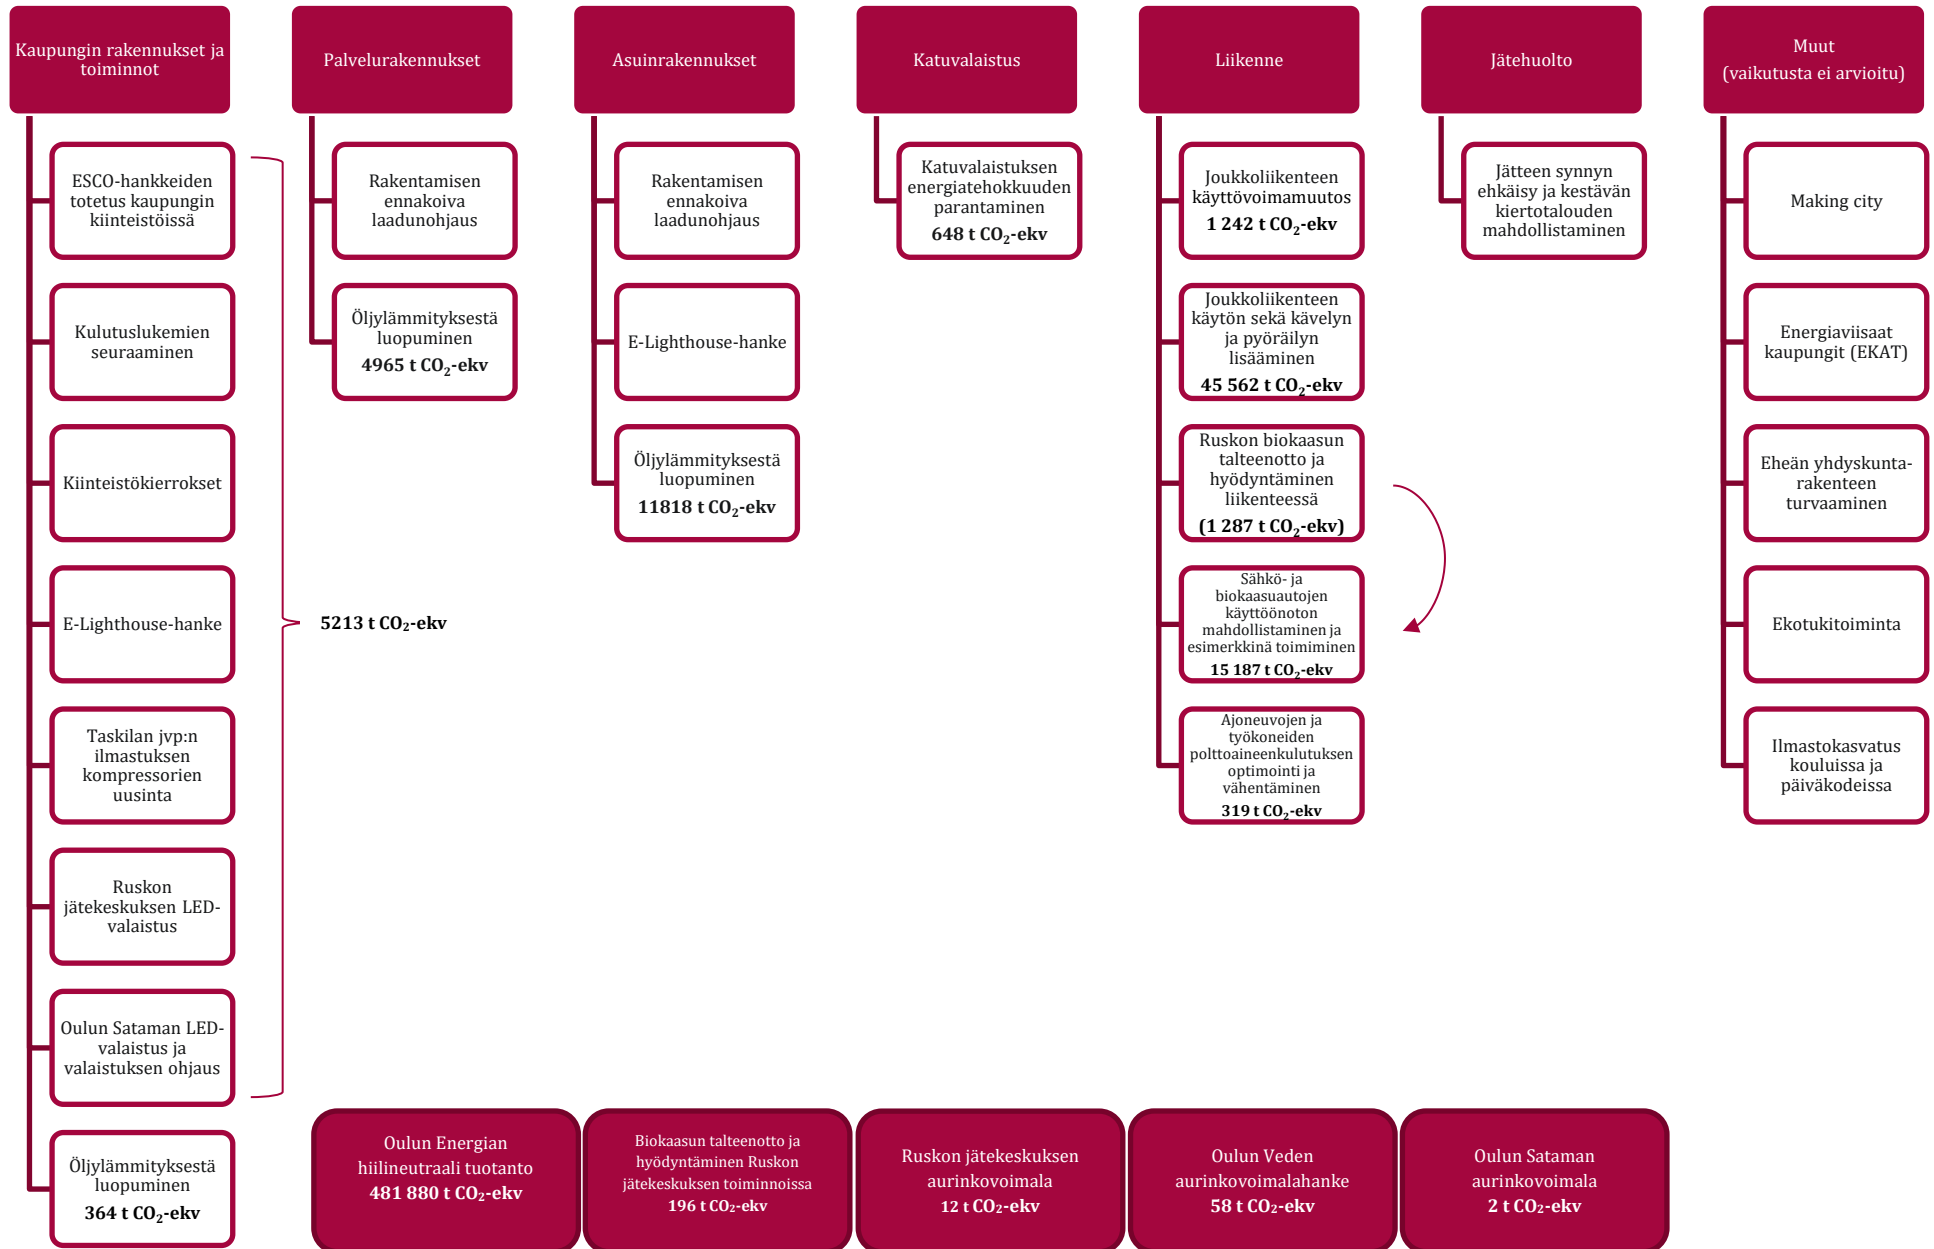 Kaupungin rakennukset ja
toiminnot
ESCO-hankkeiden
totetus kaupungin
kiinteistöissä
Kulutuslukemien
seuraaminen
Kiinteistökierrokset
E-Lighthouse-hanke
Taskilan jvp:n
ilmastuksen
kompressorien
uusinta
Ruskon
jätekeskuksen LED-
valaistus
Oulun Sataman LED-
valaistus ja
valaistuksen ohjaus
5213 t CO₂-ekv
Öljylämmityksestä
luopuminen
364 t CO₂-ekv
Palvelurakennukset
Rakentamisen
ennakoiva
laadunohjaus
Öljylämmityksestä
luopuminen
4965 t CO₂-ekv
Asuinrakennukset
Rakentamisen
ennakoiva
laadunohjaus
E-Lighthouse-hanke
Öljylämmityksestä
luopuminen
11818 t CO₂-ekv
Katuvalaistus
Katuvalaistuksen
energiatehokkuuden
parantaminen
648 t CO₂-ekv
Liikenne
Joukkoliikenteen
käyttövoimamuutos
1 242 t CO₂-ekv
Joukkoliikenteen
käytön sekä kävelyn
ja pyöräilyn
lisääminen
45 562 t CO₂-ekv
Ruskon biokaasun
talteenotto ja
hyödyntäminen
liikenteessä
(1 287 t CO₂-ekv)
Sähkö- ja
biokaasuautojen
käyttöönoton
mahdollistaminen ja
esimerkkinä toimiminen
15 187 t CO₂-ekv
Ajoneuvojen ja
työkoneiden
polttoaineenkulutuksen
optimointi ja
vähentäminen
319 t CO₂-ekv
Jätehuolto
Jätteen synnyn
ehkäisy ja kestävän
kiertotalouden
mahdollistaminen
Muut
(vaikutusta ei arvioitu)
Making city
Energiaviisaat
kaupungit (EKAT)
Eheän yhdyskunta-
rakenteen
turvaaminen
Ekotukitoiminta
Ilmastokasvatus
kouluissa ja
päiväkodeissa
Oulun Energian
hiilineutraali tuotanto
481 880 t CO₂-ekv
Biokaasun talteenotto ja
hyödyntäminen Ruskon
jätekeskuksen toiminnoissa
196 t CO₂-ekv
Ruskon jätekeskuksen
aurinkovoimala
12 t CO₂-ekv
Oulun Veden
aurinkovoimalahanke
58 t CO₂-ekv
Oulun Sataman
aurinkovoimala
2 t CO₂-ekv